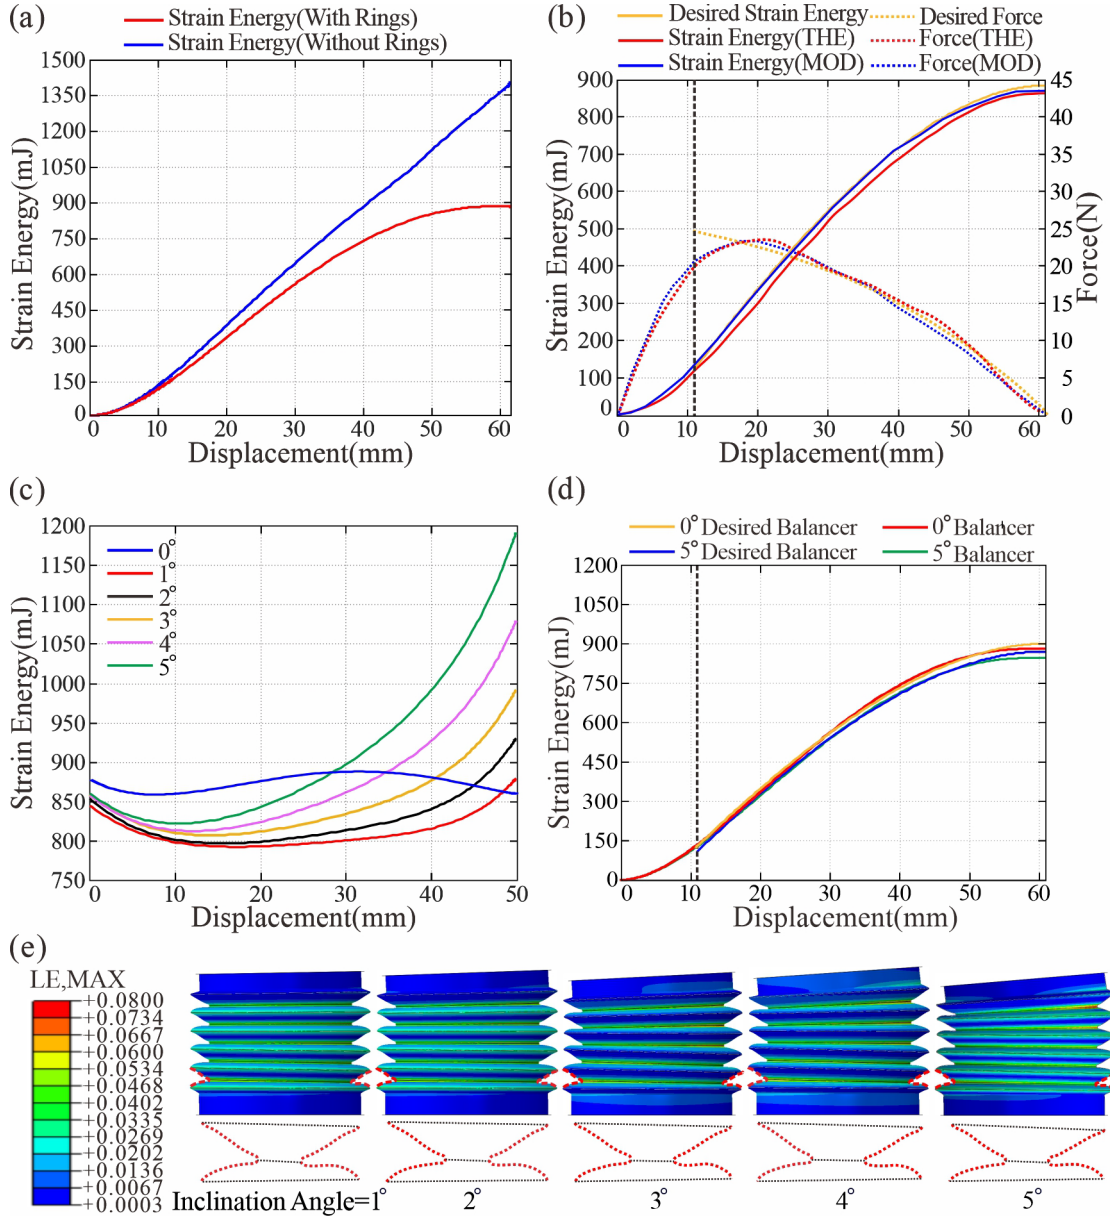 (a)
Strain Energy(With Rings)
Strain Energy(Without Rings)
1500
1350
1200
1050
900
750
600
450
300
150
0
0 10 20 30 40 50 60
Strain Energy(mJ)
Displacement(mm)
(b)
Desired Strain Energy
Desired Force
Strain Energy(THE)
Force(THE)
Strain Energy(MOD)
Force(MOD)
900
800
700
600
500
400
300
200
100
0
45
40
35
30
25
20
15
10
5
0
0 10 20 30 40 50 60
Strain Energy(mJ)
Force(N)
Displacement(mm)
(c)
1200
1150
1100
1050
1000
950
900
850
800
750
0°
1°
2°
3°
4°
5°
0 10 20 30 40 50
Strain Energy(mJ)
Displacement(mm)
(d)
0° Desired Balancer
0° Balancer
5° Desired Balancer
5° Balancer
1200
1050
900
750
600
450
300
150
0
0 10 20 30 40 50 60
Strain Energy(mJ)
Displacement(mm)
(e)
LE,MAX
+0.0800
+0.0734
+0.0667
+0.0600
+0.0534
+0.0468
+0.0402
+0.0335
+0.0269
+0.0202
+0.0136
+0.0067
+0.0003
Inclination Angle=1° 2° 3° 4° 5°